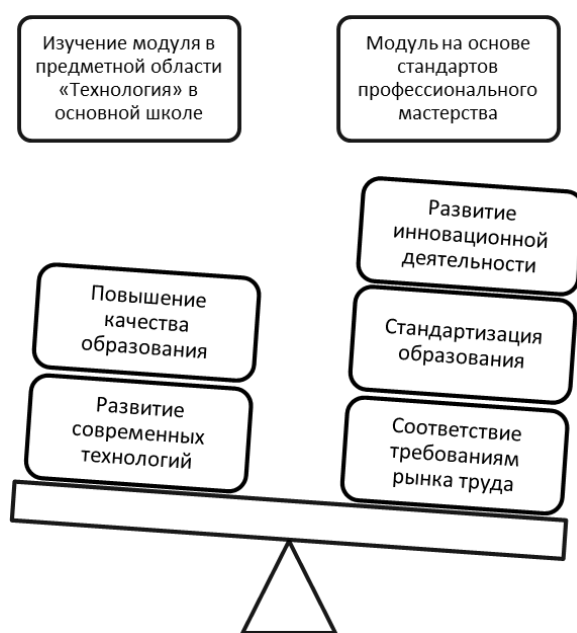 Изучение модуля в
предметной области
«Технология» в
основной школе
Модуль на основе
стандартов
профессионального
мастерства
Повышение
качества
образования
Развитие
современных
технологий
Развитие
инновационной
деятельности
Стандартизация
образования
Соответствие
требованиям
рынка труда